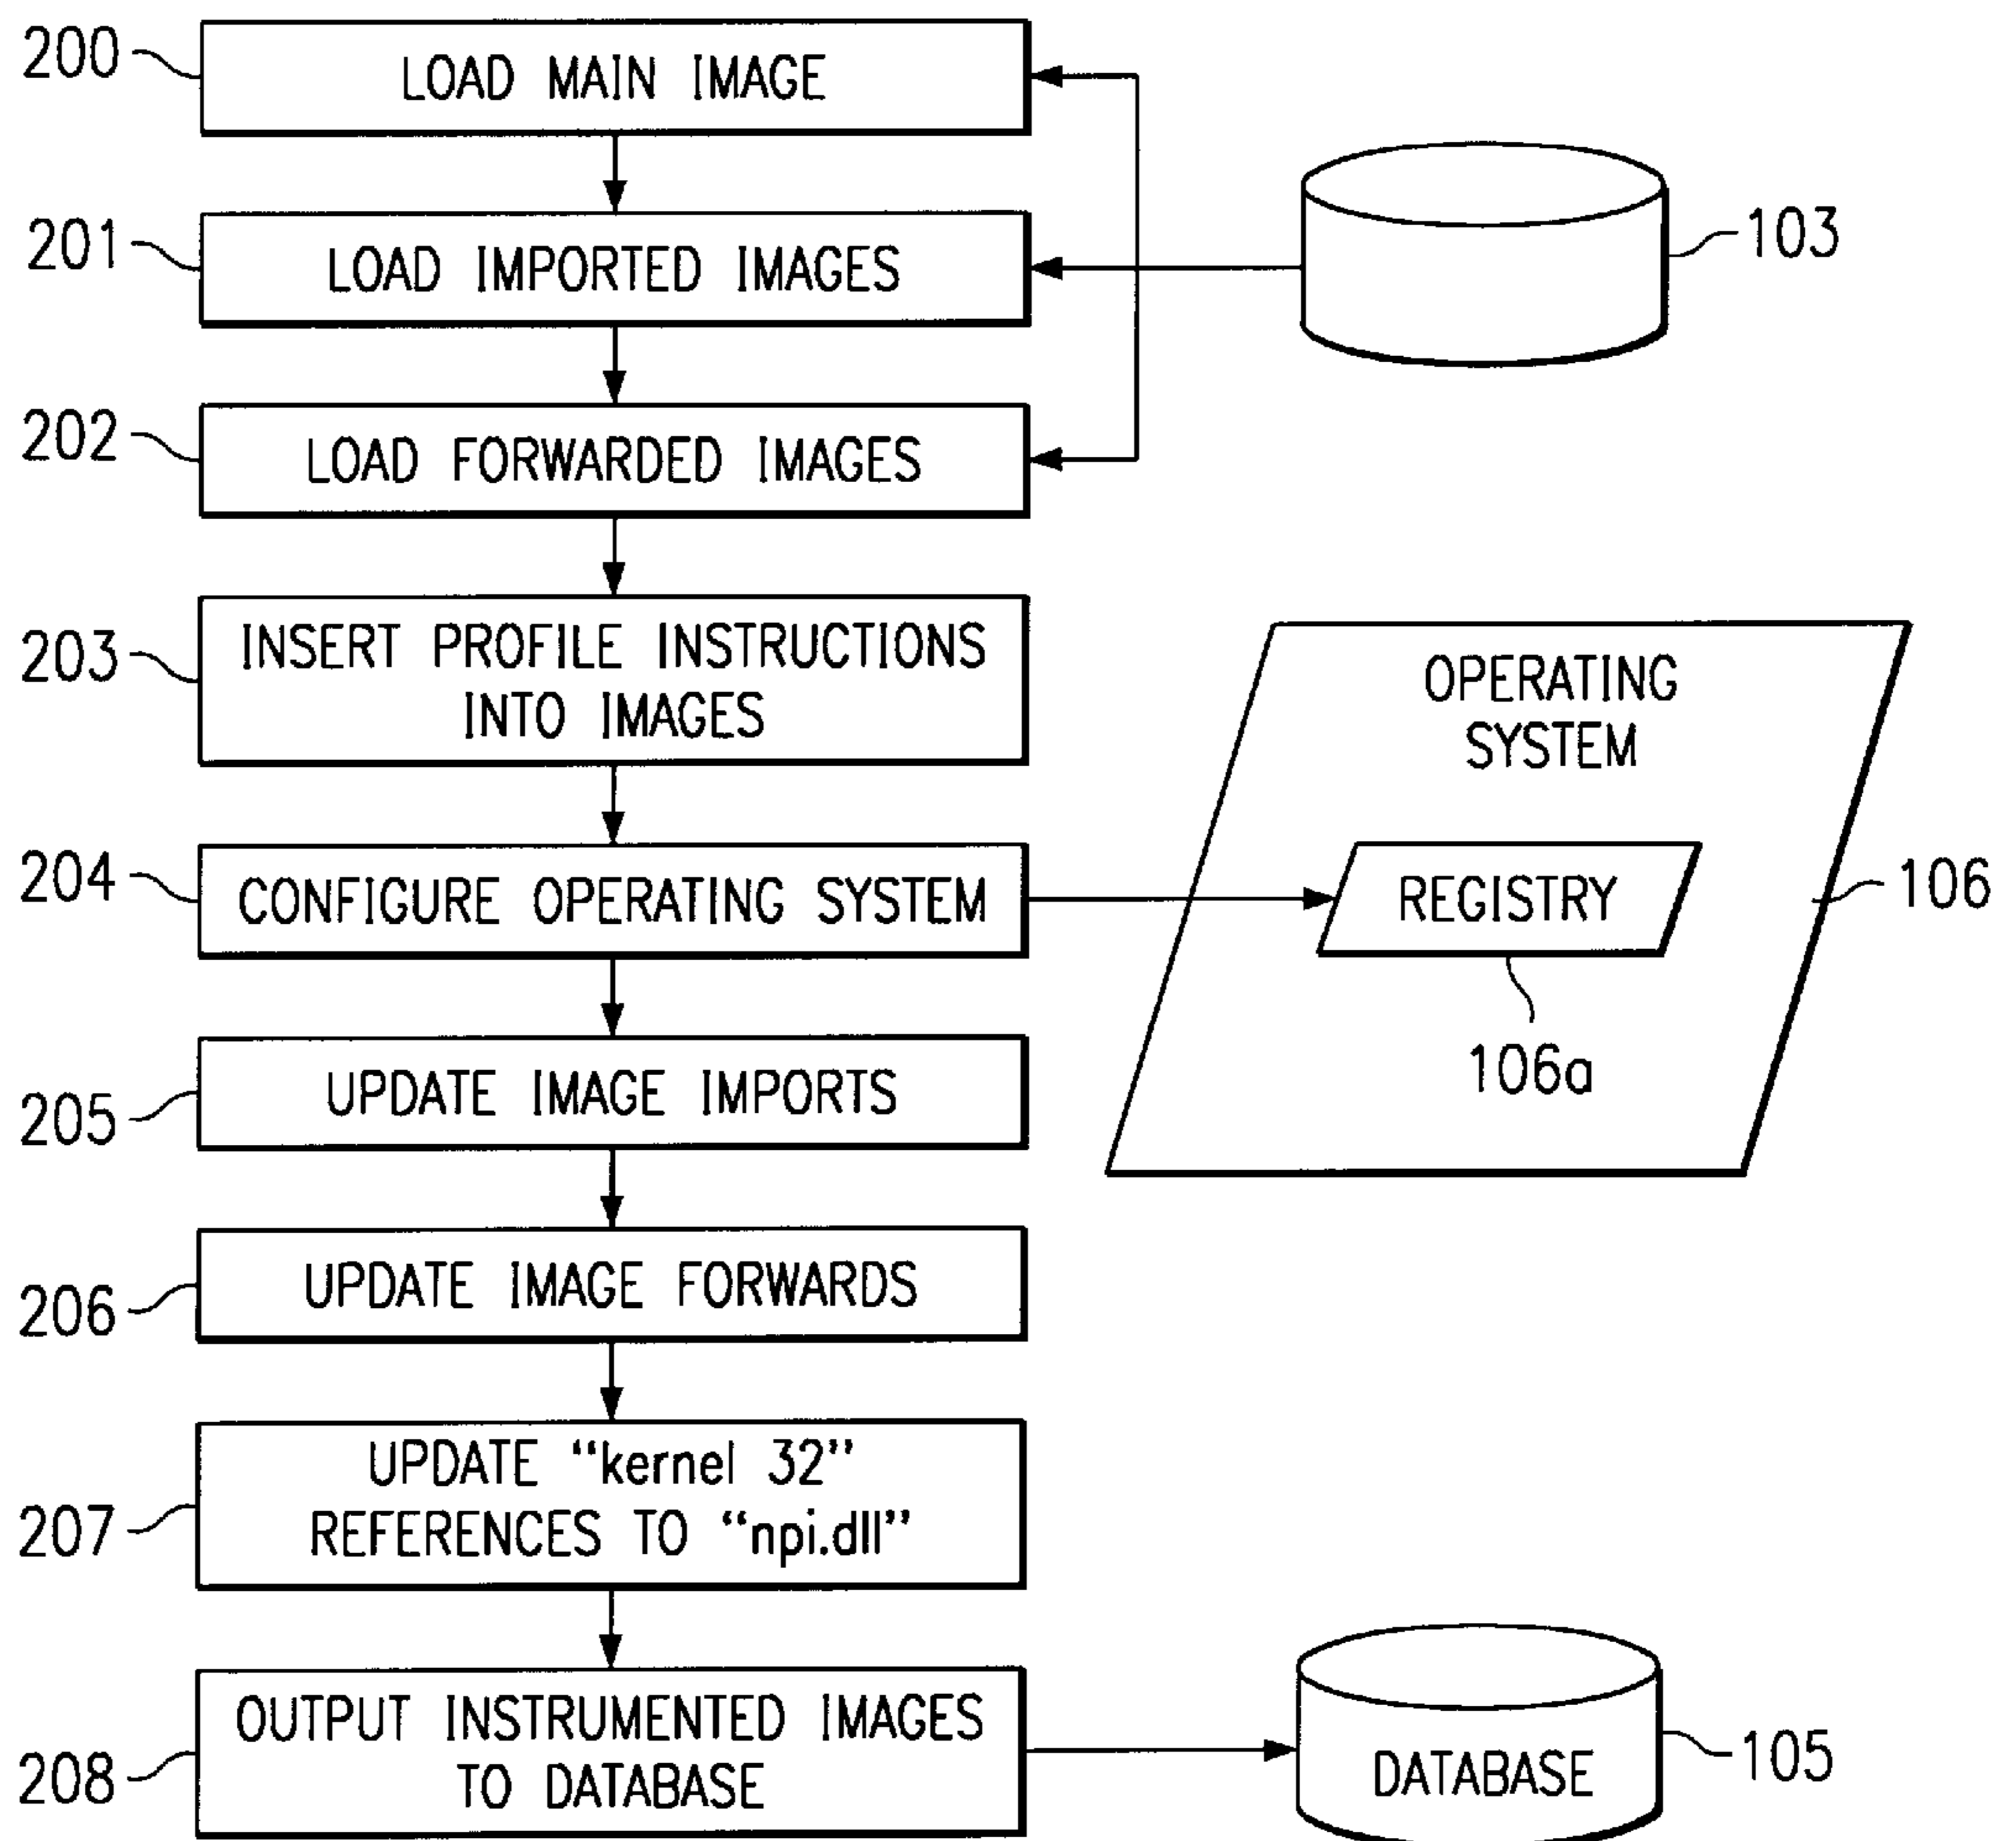 200
LOAD MAIN IMAGE
201
LOAD IMPORTED IMAGES
103
202
LOAD FORWARDED IMAGES
203
INSERT PROFILE INSTRUCTIONS
INTO IMAGES
OPERATING
SYSTEM
204
CONFIGURE OPERATING SYSTEM
REGISTRY
106
106a
205
UPDATE IMAGE IMPORTS
206
UPDATE IMAGE FORWARDS
207
UPDATE “kernel 32”
REFERENCES TO “npi.dll”
208
OUTPUT INSTRUMENTED IMAGES
TO DATABASE
DATABASE
105